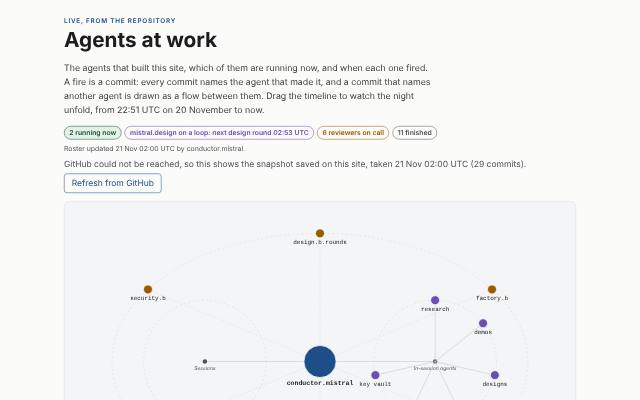 LIVE, FROM THE REPOSITORY
Agents at work
The agents that built this site, which of them are running now, and when each one fired.
A fire is a commit: every commit names the agent that made it, and a commit that names
another agent is drawn as a flow between them. Drag the timeline to watch the night
unfold, from 22:51 UTC on 20 November to now.
2 running now
mistral.design on a loop: next design round 02:53 UTC
6 reviewers on call
11 finished
Roster updated 21 Nov 02:00 UTC by conductor.mistral.
GitHub could not be reached, so this shows the snapshot saved on this site, taken 21 Nov 02:00 UTC (29 commits).
Refresh from GitHub
design.b.rounds
security.b
factory.b
research
demos
Sessions
In-session agents
conductor.mistral
key vault
designs